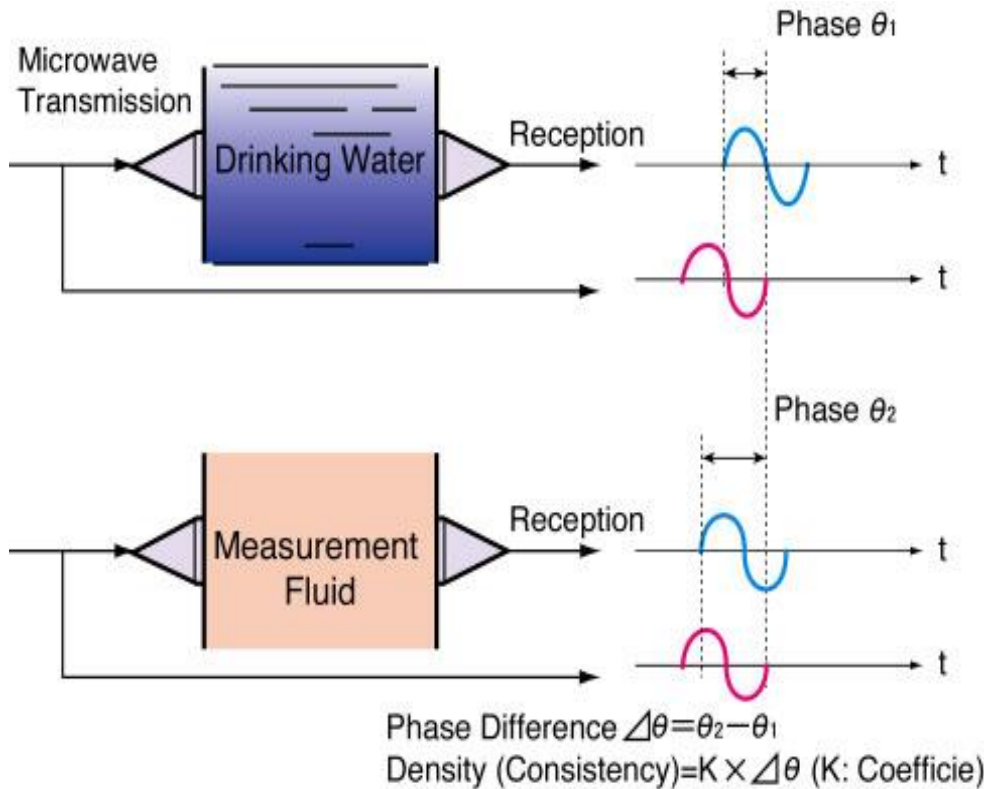 Phase θ₁
Microwave
Transmission
Drinking Water
Reception
t
t
Phase θ₂
Measurement
Fluid
Reception
t
t
Phase Difference ⊿θ=θ₂−θ₁
Density (Consistency)=K×⊿θ (K: Coefficie)